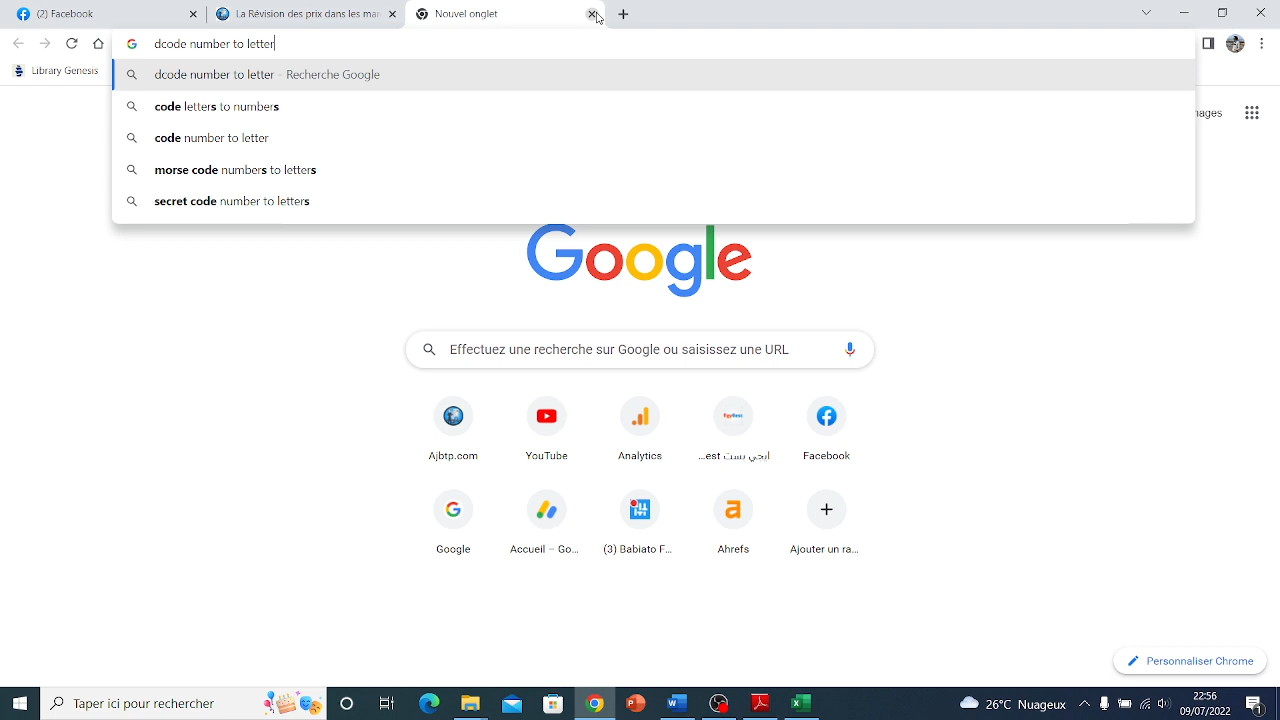 (2) Facebook
La Révision des prix dans les mar
Nouvel onglet
dcode number to letter
Library Genesis
dcode number to letter - Recherche Google
code letters to numbers
code number to letter
morse code numbers to letters
secret code number to letters
Google
Effectuez une recherche sur Google ou saisissez une URL
Ajbtp.com
YouTube
Analytics
Facebook
Google
Accueil – Go...
(3) Babiato F...
Ahrefs
Ajouter un ra...
Personnaliser Chrome
Taper ici pour rechercher
26°C Nuageux
22:56
09/07/2022
1